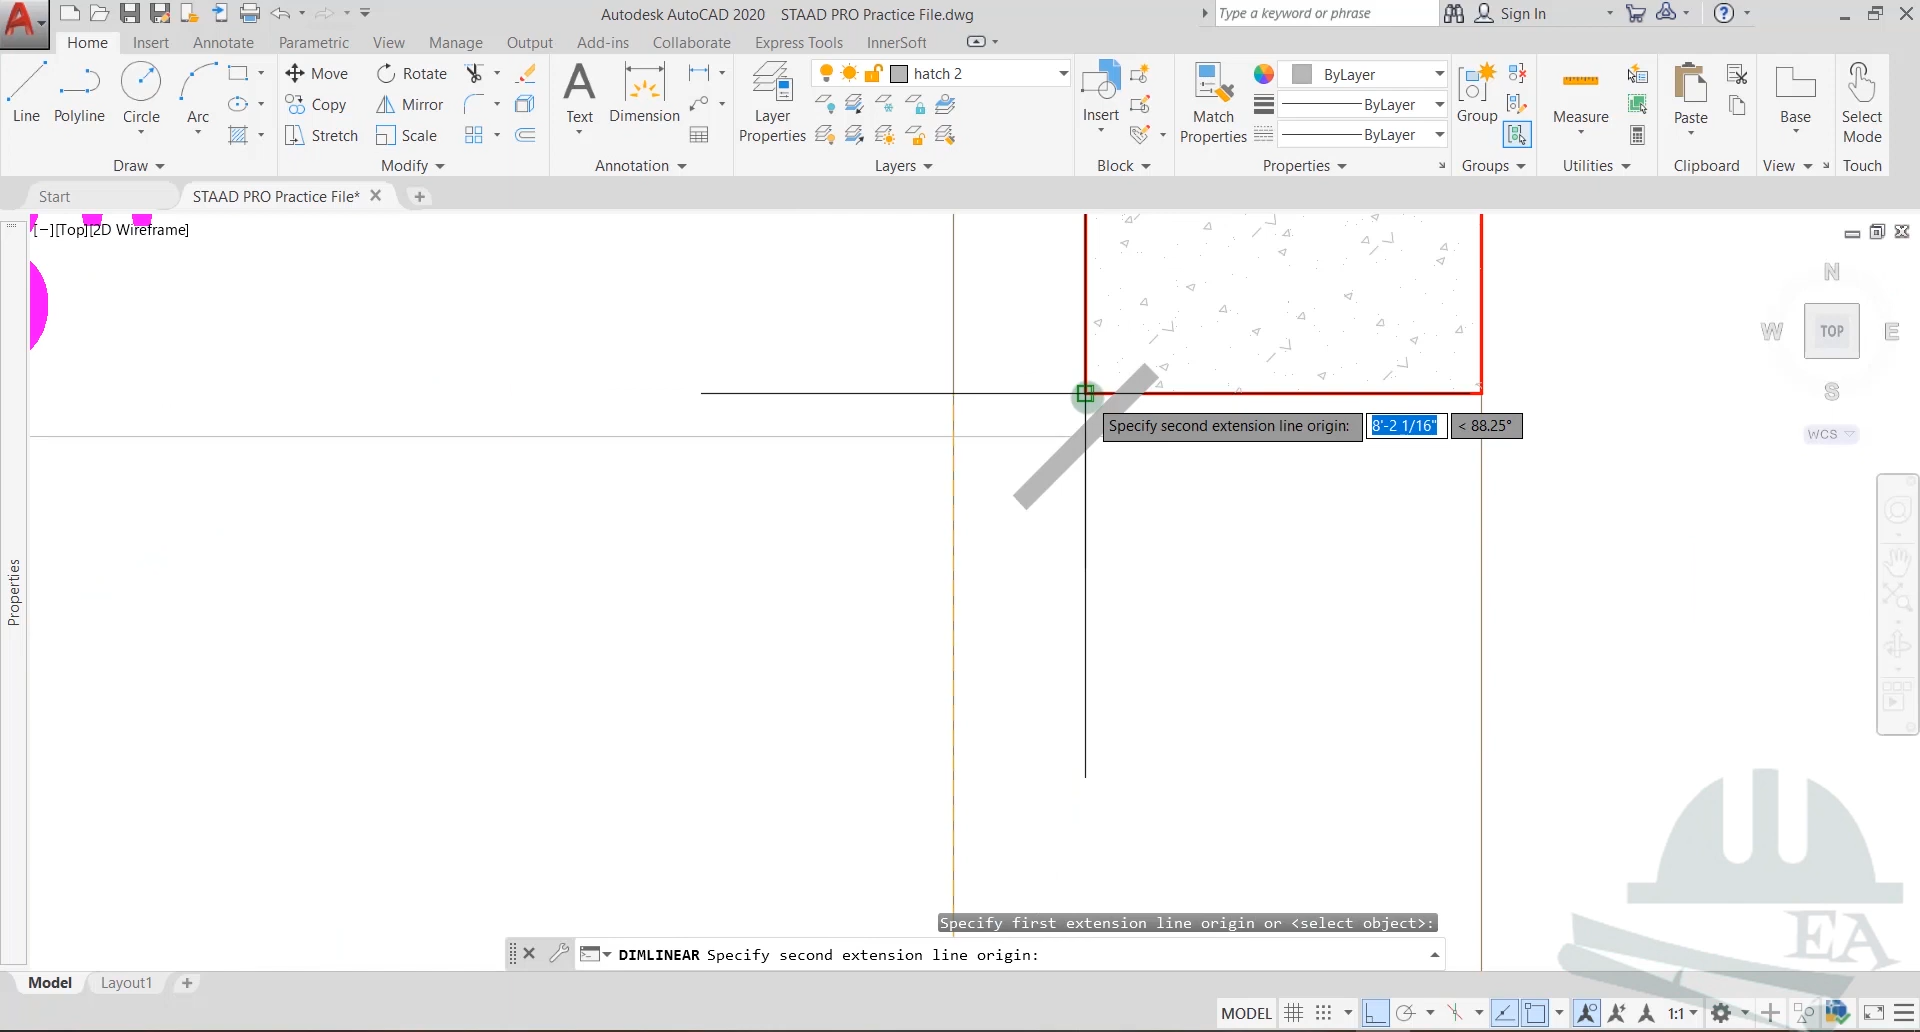 Autodesk AutoCAD 2020 STAAD PRO Practice File.dwg
Type a keyword or phrase
Sign In
Home Insert Annotate Parametric View Manage Output Add-ins Collaborate Express Tools InnerSoft
Line Polyline Circle Arc
Move Rotate
Copy Mirror
Stretch Scale
Text Dimension
Layer Properties
hatch 2
Insert
Match Properties
ByLayer
ByLayer
ByLayer
Group
Measure
Paste
Base
Select Mode
Draw Modify Annotation Layers Block Properties Groups Utilities Clipboard View Touch
Start STAAD PRO Practice File*
[−][Top][2D Wireframe]
N
W TOP E
S
WCS
Specify second extension line origin: 8'-2 1/16" < 88.25°
Properties
Specify first extension line origin or <select object>:
DIMLINEAR Specify second extension line origin:
EA
Model Layout1
MODEL 1:1